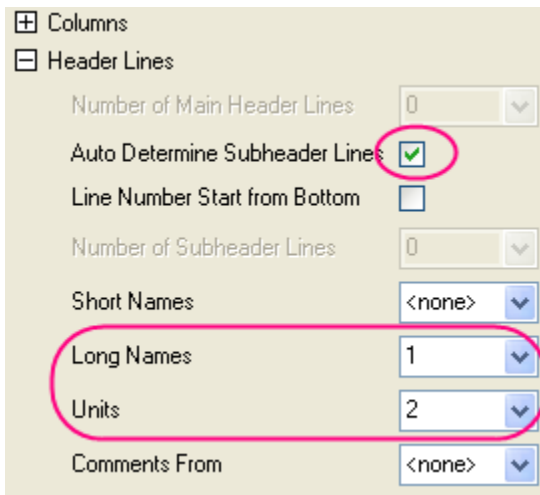 Columns
Header Lines
Number of Main Header Lines 0
Auto Determine Subheader Lines
Line Number Start from Bottom
Number of Subheader Lines 0
Short Names <none>
Long Names 1
Units 2
Comments From <none>